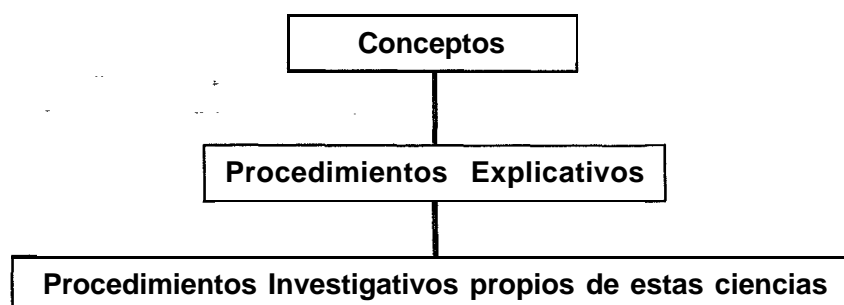 Conceptos
Procedimientos Explicativos
Procedimientos Investigativos propios de estas ciencias